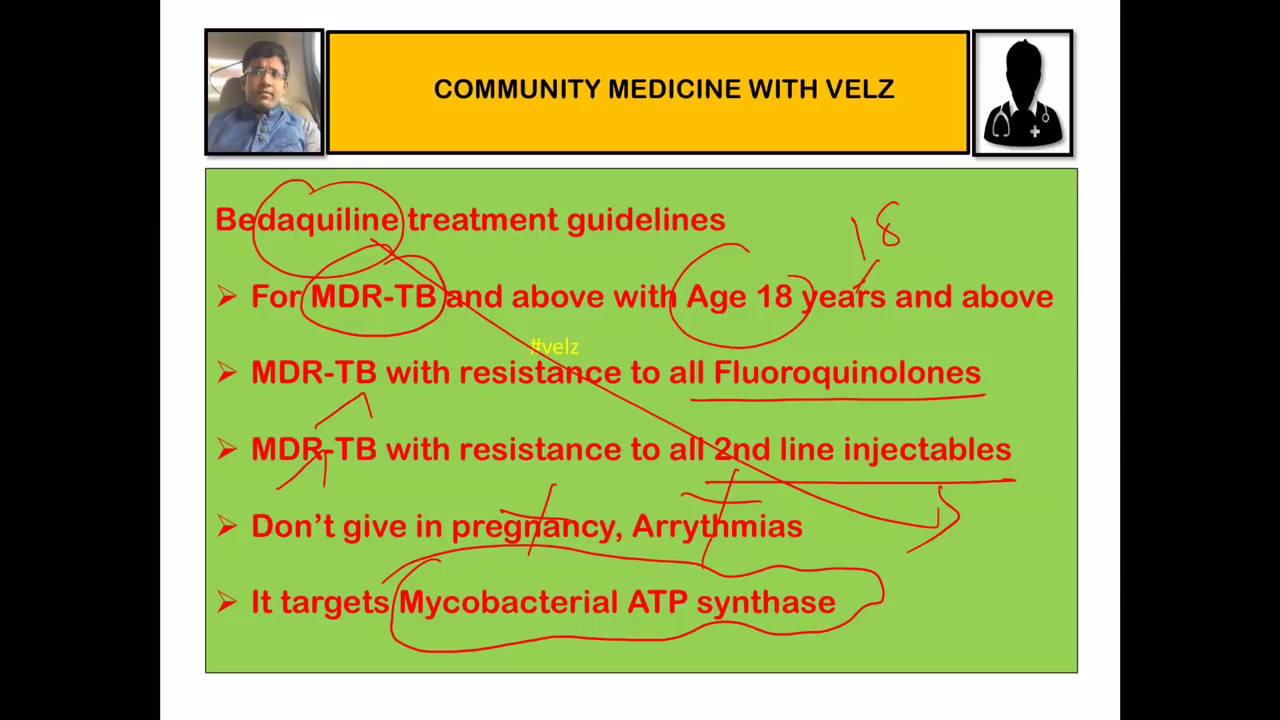 COMMUNITY MEDICINE WITH VELZ
Bedaquiline treatment guidelines
18
➢ For MDR-TB and above with Age 18 years and above
#velz
➢ MDR-TB with resistance to all Fluoroquinolones
➢ MDR-TB with resistance to all 2nd line injectables
➢ Don’t give in pregnancy, Arrythmias
➢ It targets Mycobacterial ATP synthase